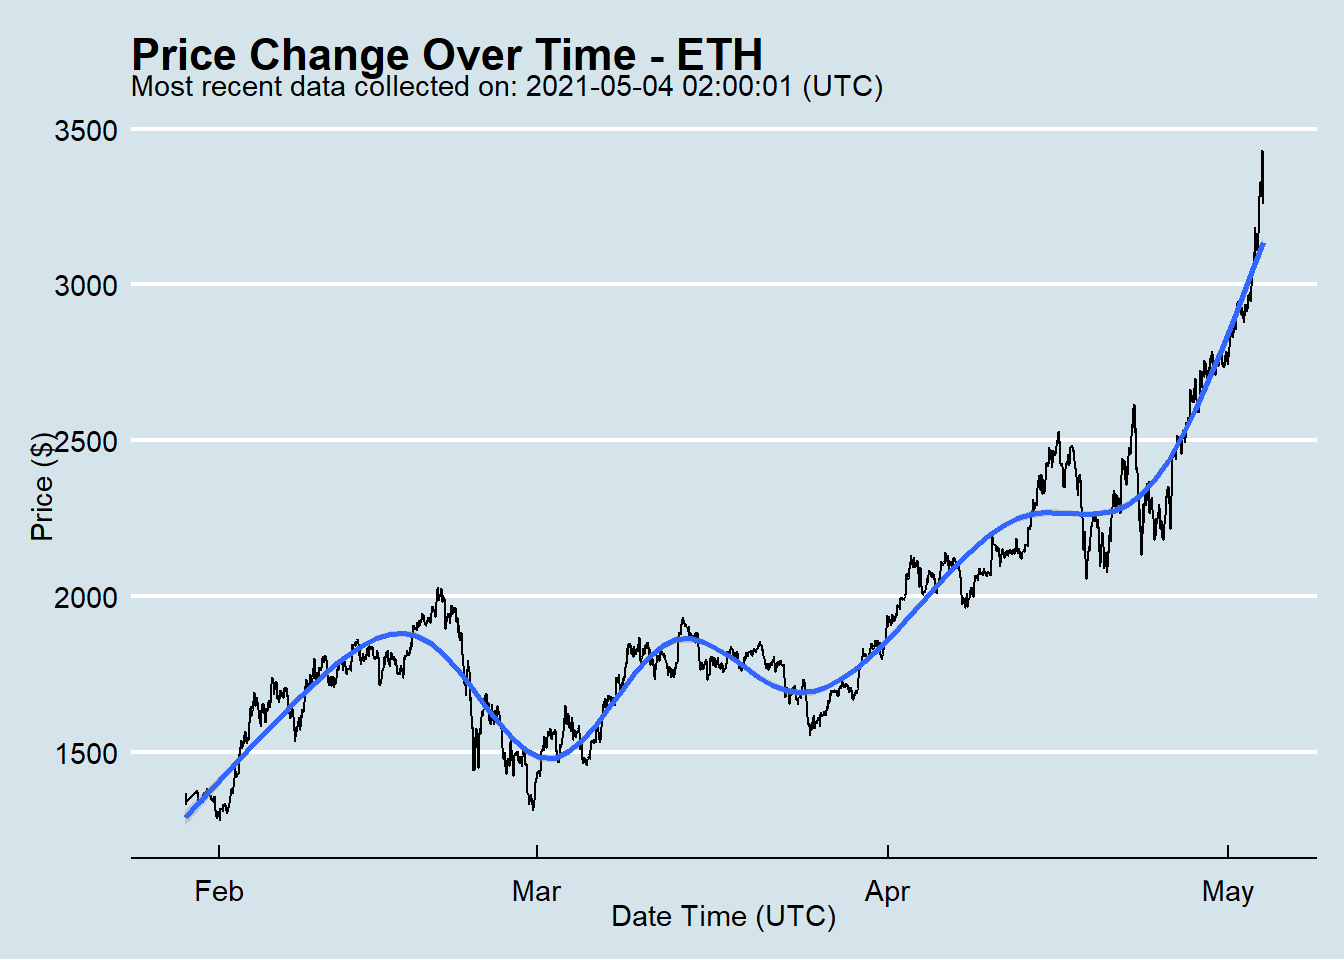 Price Change Over Time - ETH
Most recent data collected on: 2021-05-04 02:00:01 (UTC)
3500
3000
2500
2000
1500
Price ($)
Feb
Mar
Apr
May
Date Time (UTC)